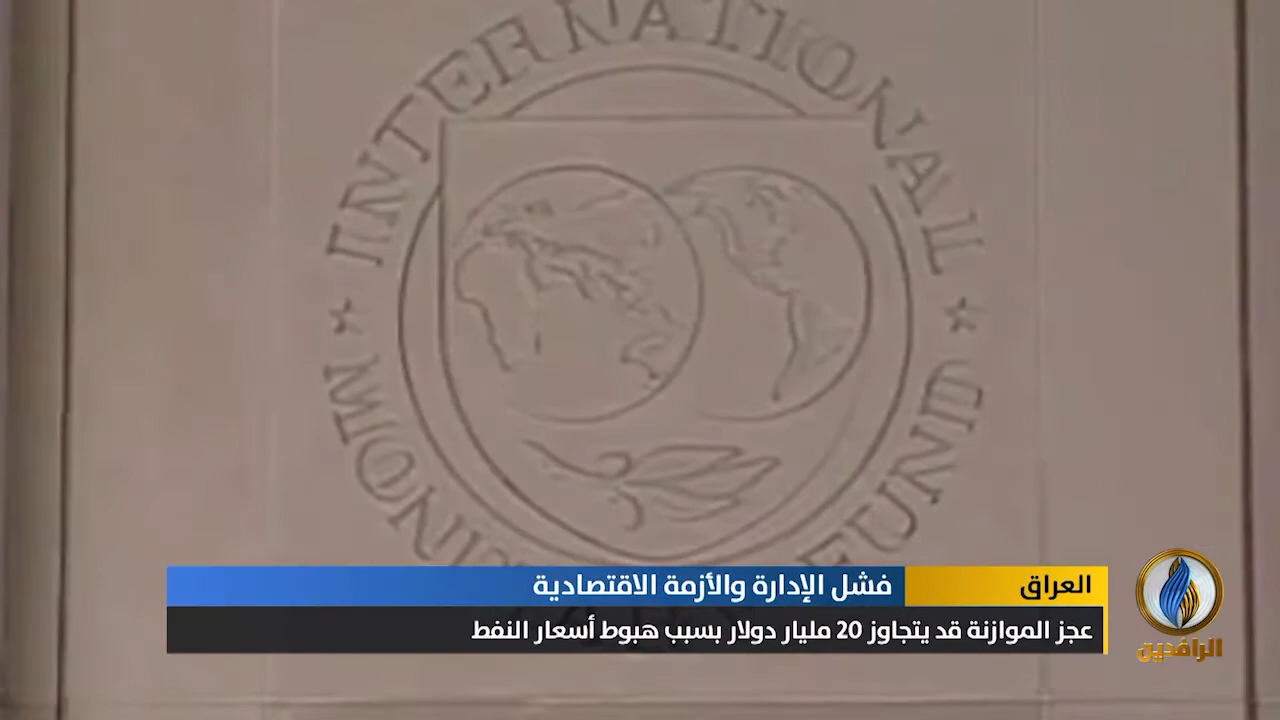 INTERNATIONAL
MONETARY FUND
العراق
فشل الإدارة والأزمة الاقتصادية
عجز الموازنة قد يتجاوز 20 مليار دولار بسبب هبوط أسعار النفط
الرافدين